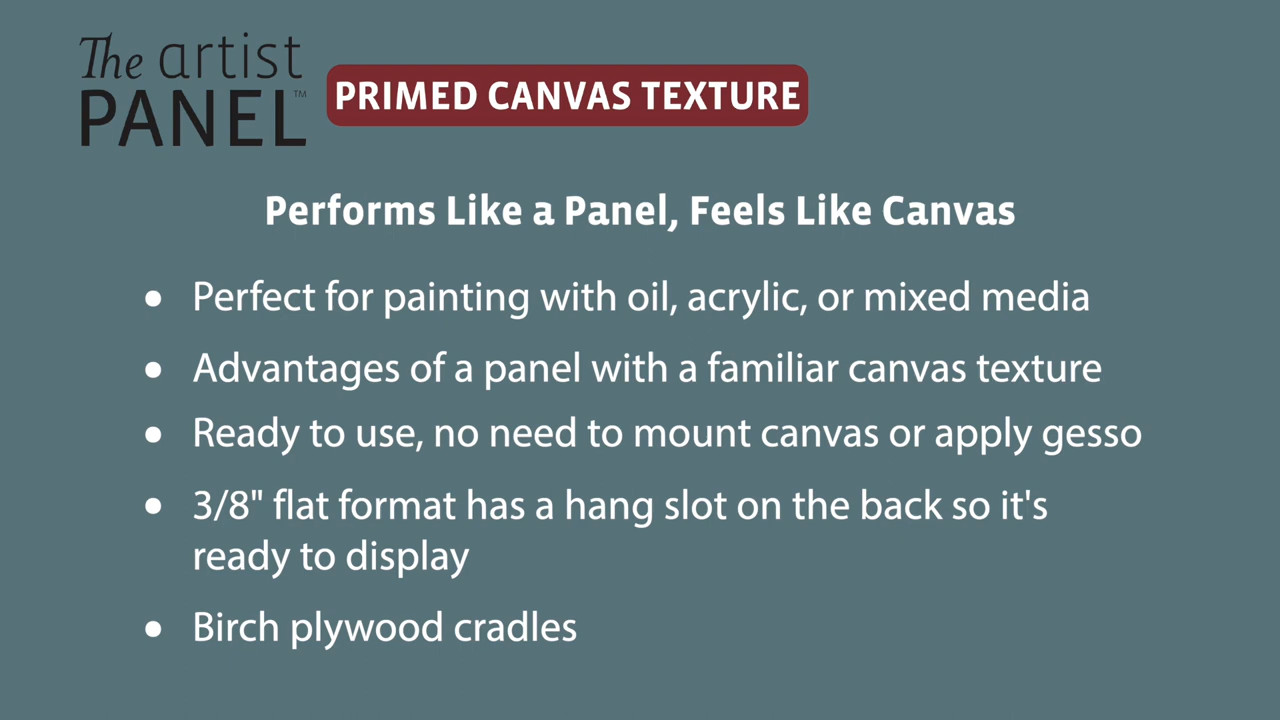 The artist
PANEL™
PRIMED CANVAS TEXTURE
Performs Like a Panel, Feels Like Canvas
• Perfect for painting with oil, acrylic, or mixed media
• Advantages of a panel with a familiar canvas texture
• Ready to use, no need to mount canvas or apply gesso
• 3/8" flat format has a hang slot on the back so it's
ready to display
• Birch plywood cradles